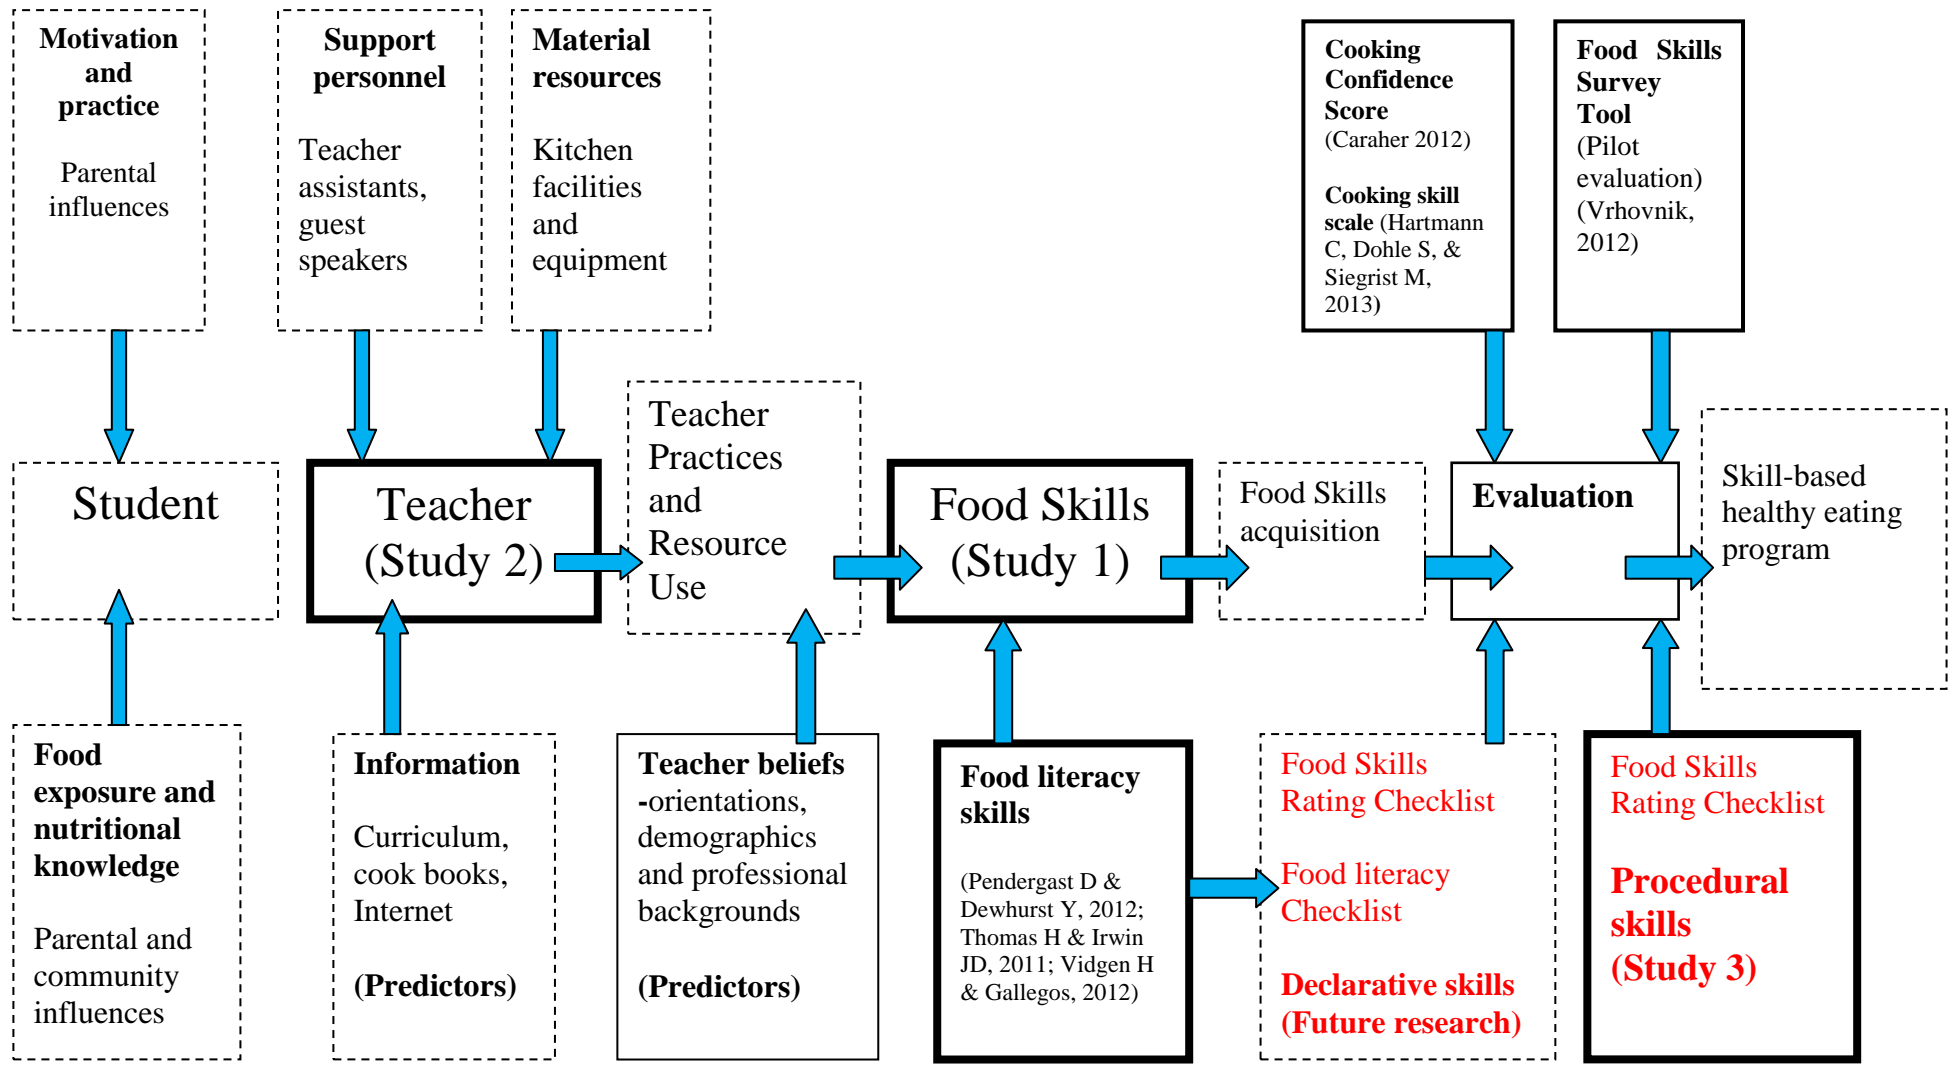 Motivation
and
practice
Parental
influences
Support
personnel
Teacher
assistants,
guest
speakers
Material
resources
Kitchen
facilities
and
equipment
Cooking
Confidence
Score
(Caraher 2012)
Cooking skill
scale (Hartmann
C, Dohle S, &
Siegrist M,
2013)
Food Skills
Survey
Tool
(Pilot
evaluation)
(Vrhovnik,
2012)
Student
Teacher
(Study 2)
Teacher
Practices
and
Resource
Use
Food Skills
(Study 1)
Food Skills
acquisition
Evaluation
Skill-based
healthy eating
program
Food
exposure and
nutritional
knowledge
Parental and
community
influences
Information
Curriculum,
cook books,
Internet
(Predictors)
Teacher beliefs
-orientations,
demographics
and professional
backgrounds
(Predictors)
Food literacy
skills
(Pendergast D &
Dewhurst Y, 2012;
Thomas H & Irwin
JD, 2011; Vidgen H
& Gallegos, 2012)
Food Skills
Rating Checklist
Food literacy
Checklist
Declarative skills
(Future research)
Food Skills
Rating Checklist
Procedural
skills
(Study 3)